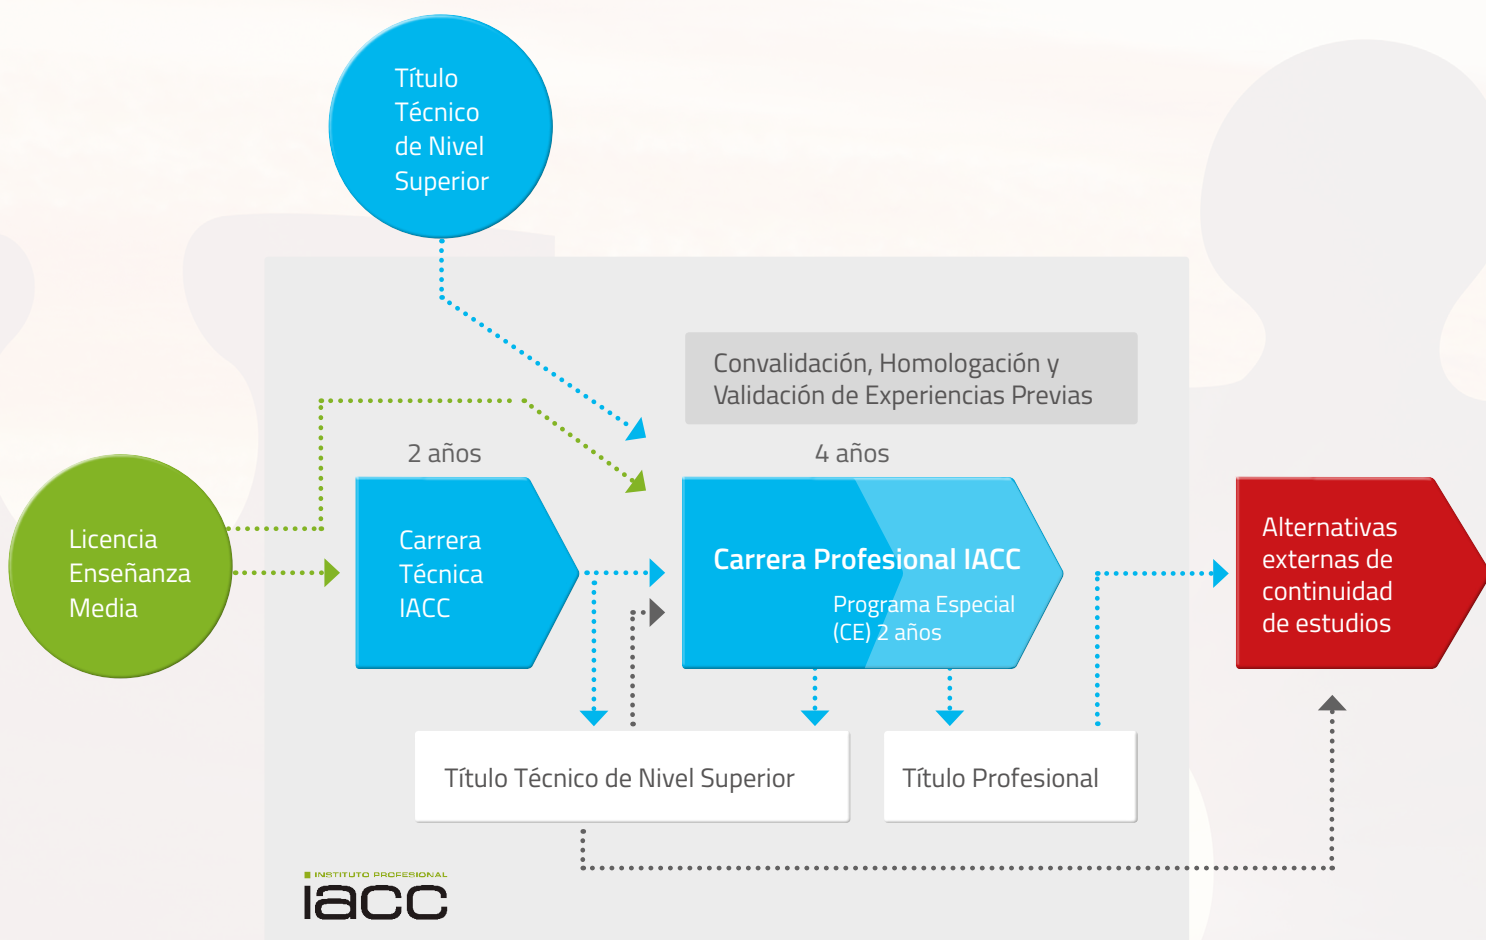 Título
Técnico
de Nivel
Superior
Convalidación, Homologación y
Validación de Experiencias Previas
2 años
4 años
Licencia
Enseñanza
Media
Carrera
Técnica
IACC
Carrera Profesional IACC
Programa Especial
(CE) 2 años
Alternativas
externas de
continuidad
de estudios
Título Técnico de Nivel Superior
Título Profesional
INSTITUTO PROFESIONAL
iacc